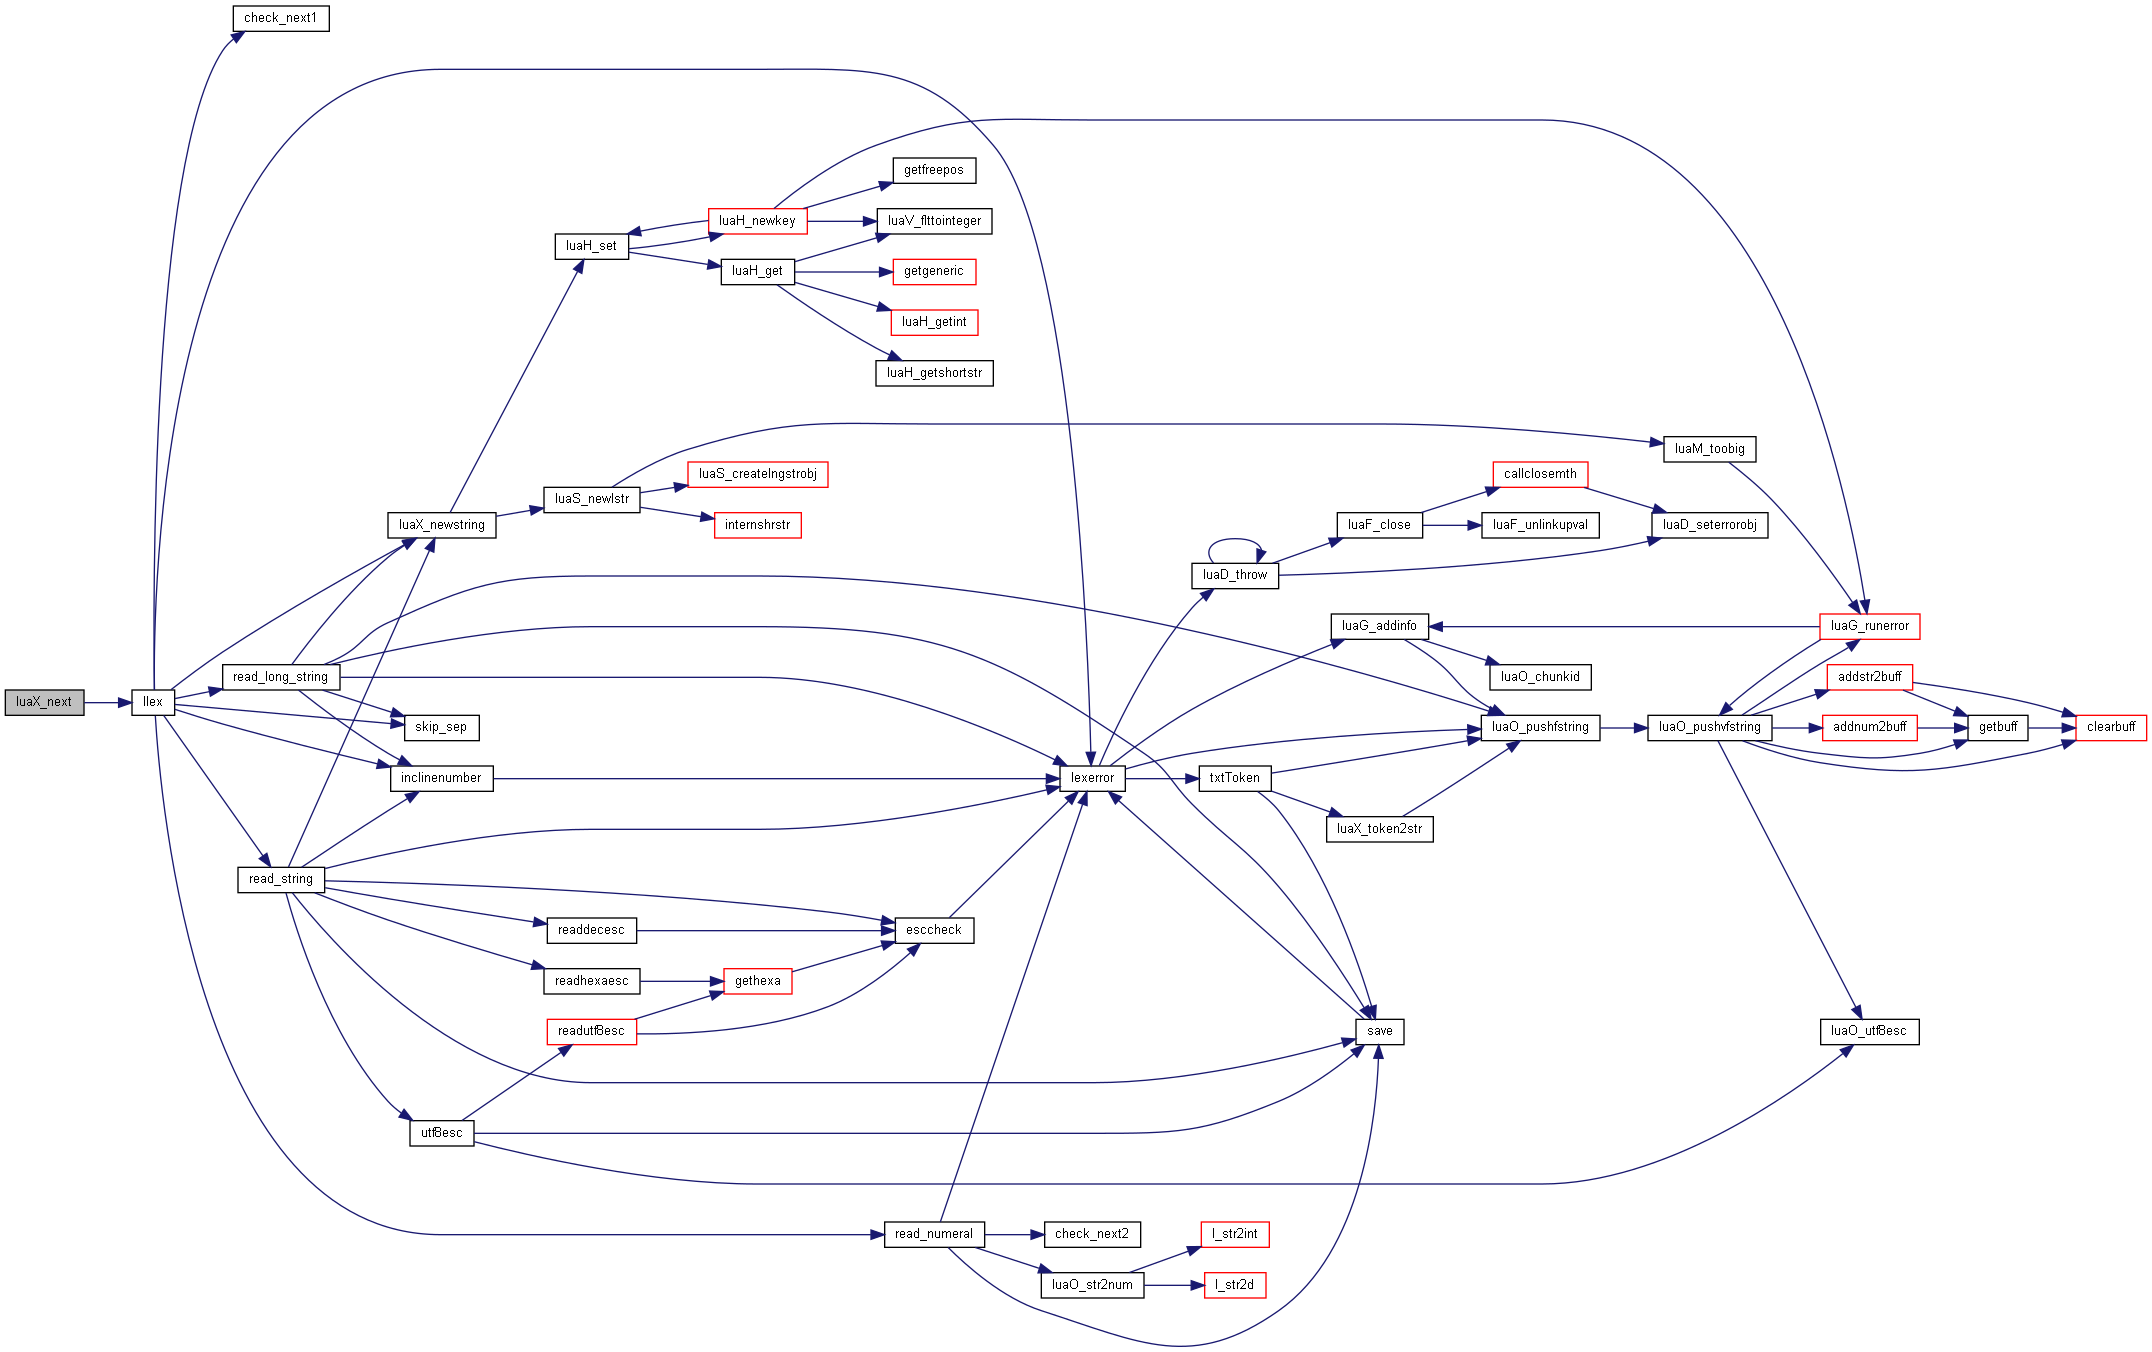 check_next1
getfreepos
luaH_newkey
luaV_flttointeger
luaH_set
luaH_get
getgeneric
luaH_getint
luaH_getshortstr
luaM_toobig
luaS_createlngstrobj
callclosemth
luaS_newlstr
luaX_newstring
internshrstr
luaF_close
luaF_unlinkupval
luaD_seterrorobj
luaD_throw
luaG_addinfo
luaG_runerror
read_long_string
luaO_chunkid
addstr2buff
luaX_next
llex
skip_sep
luaO_pushfstring
luaO_pushvfstring
addnum2buff
getbuff
clearbuff
inclinenumber
lexerror
txtToken
luaX_token2str
read_string
readdecesc
esccheck
readhexaesc
gethexa
readutf8esc
save
luaO_utf8esc
utf8esc
read_numeral
check_next2
l_str2int
luaO_str2num
l_str2d